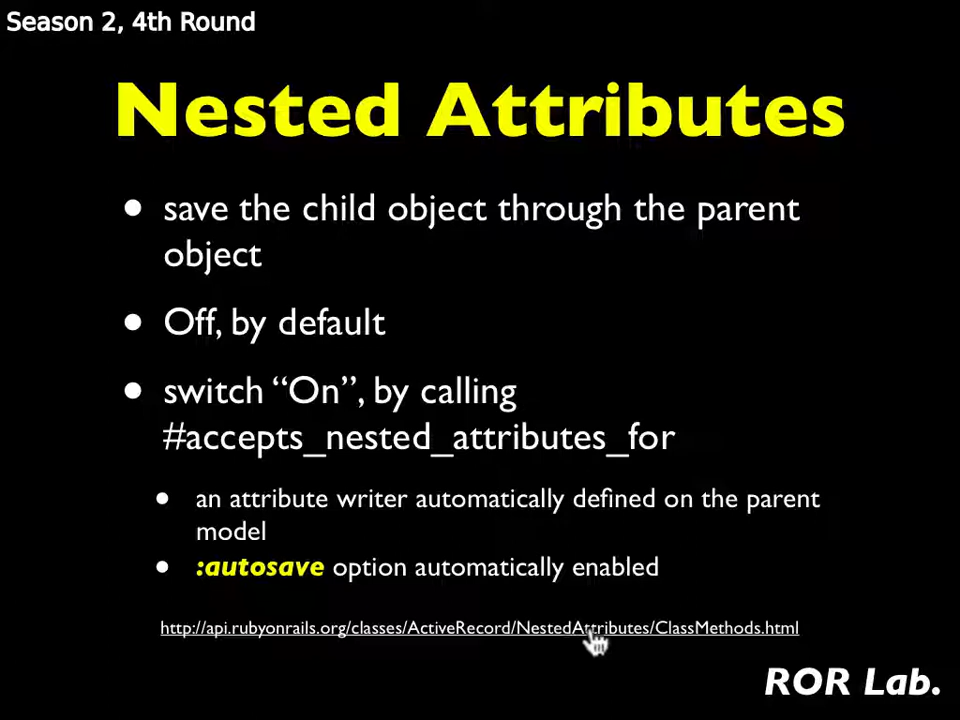 Season 2, 4th Round
Nested Attributes
• save the child object through the parent
object
• Off, by default
• switch “On”, by calling
#accepts_nested_attributes_for
• an attribute writer automatically defined on the parent
model
• :autosave option automatically enabled
http://api.rubyonrails.org/classes/ActiveRecord/NestedAttributes/ClassMethods.html
ROR Lab.